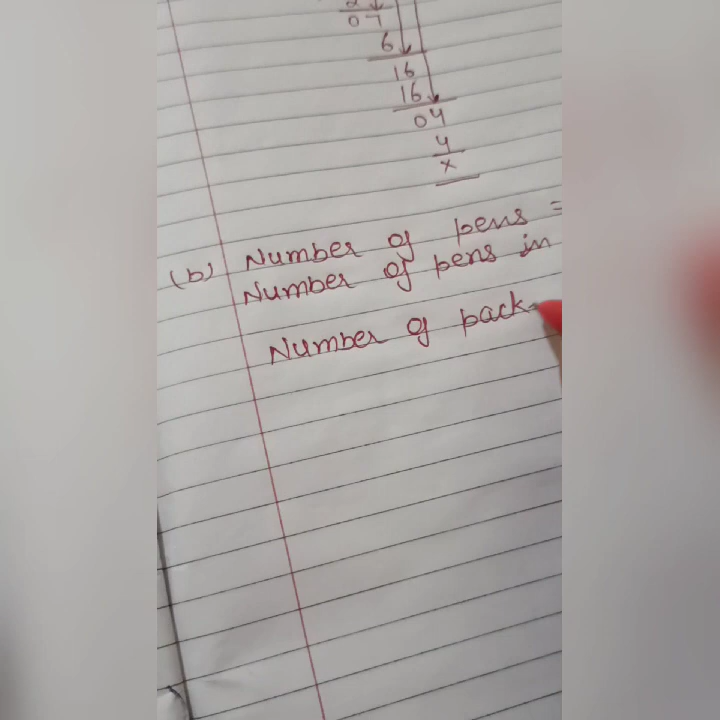 07
6
16
16
04
4
x
(b) Number of pens =
Number of pens in
Number of pack